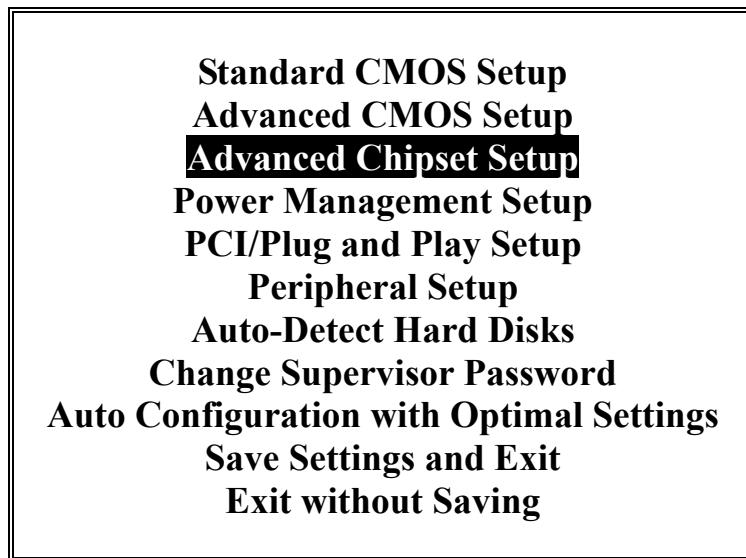 Standard CMOS Setup
Advanced CMOS Setup
Advanced Chipset Setup
Power Management Setup
PCI/Plug and Play Setup
Peripheral Setup
Auto-Detect Hard Disks
Change Supervisor Password
Auto Configuration with Optimal Settings
Save Settings and Exit
Exit without Saving